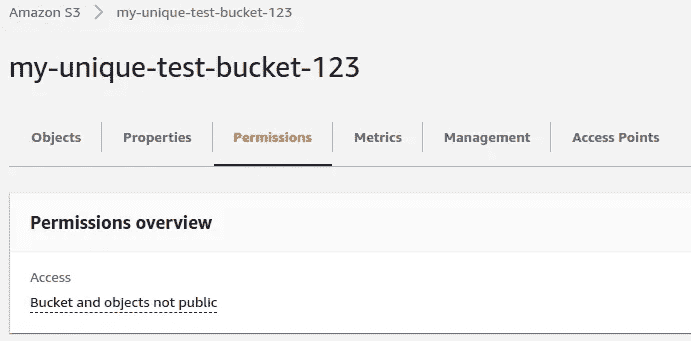 Amazon S3 > my-unique-test-bucket-123
my-unique-test-bucket-123
Objects Properties Permissions Metrics Management Access Points
Permissions overview
Access
Bucket and objects not public